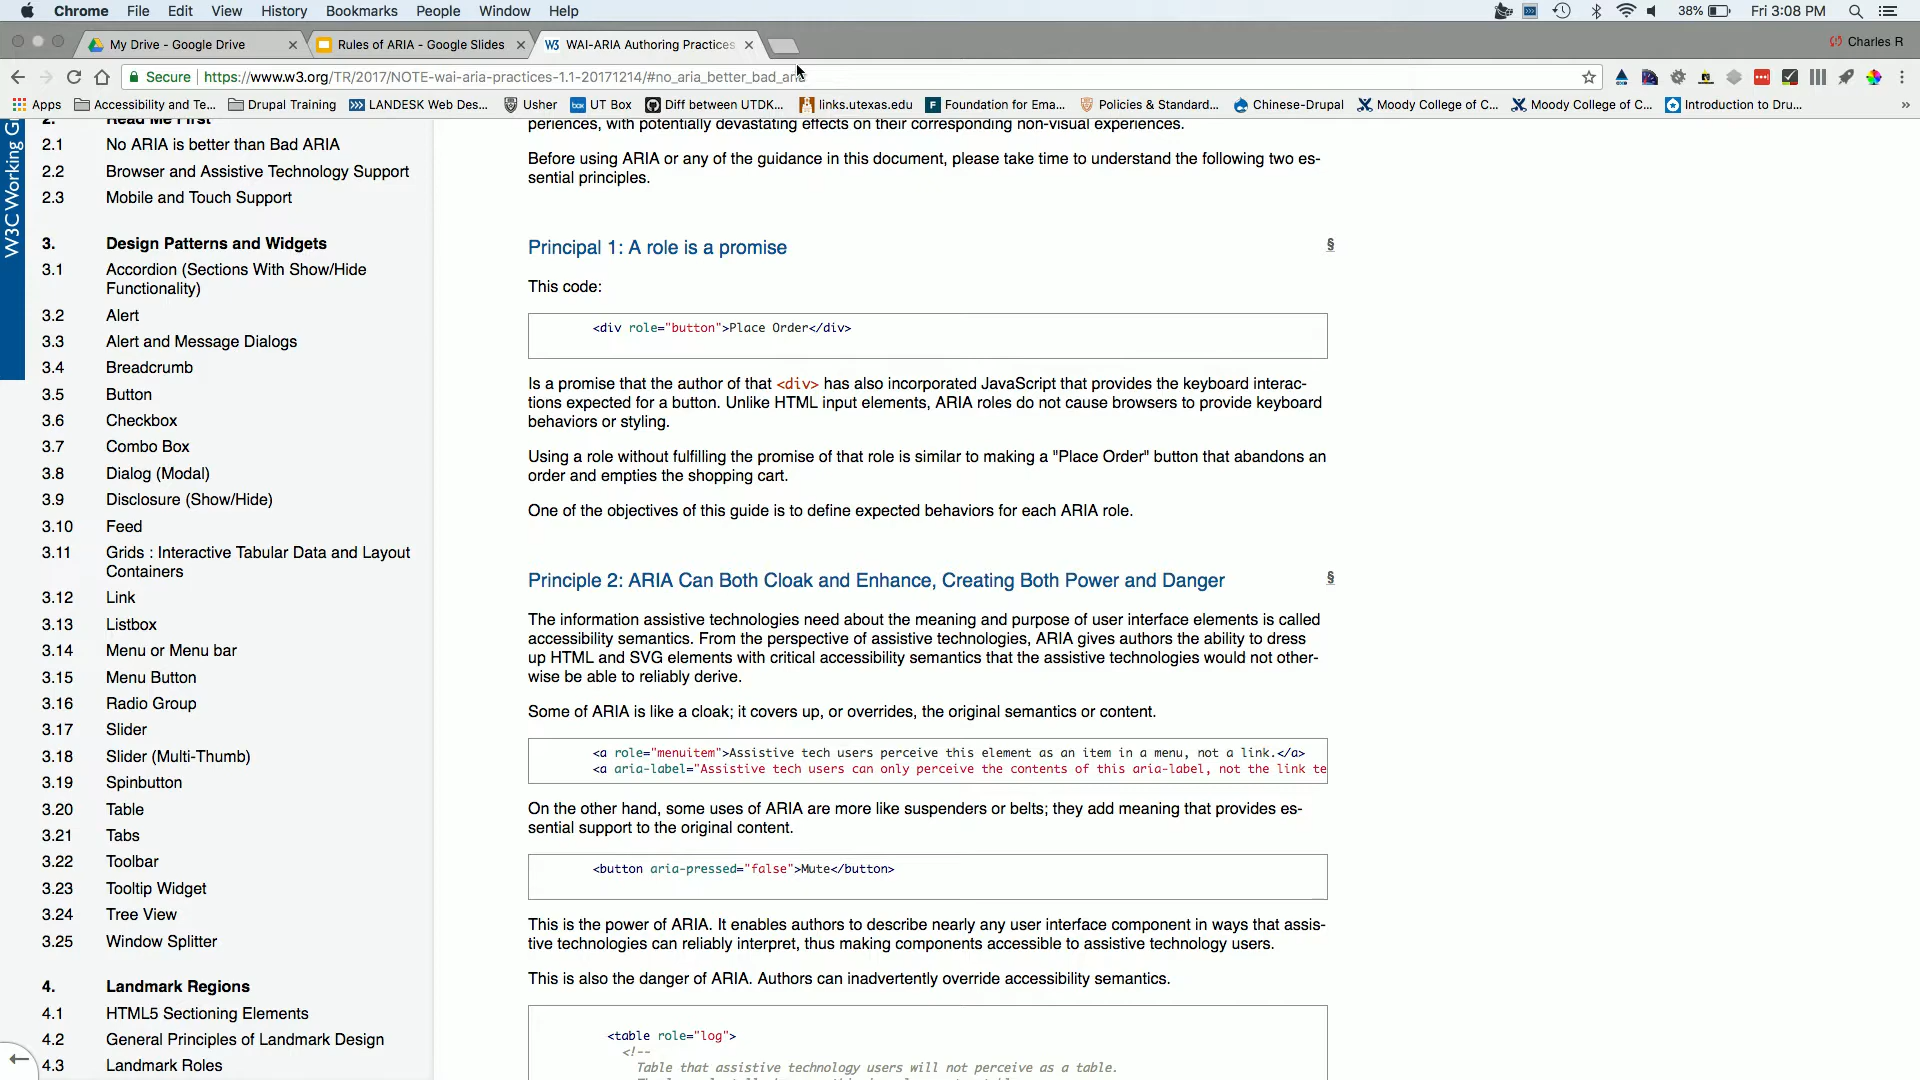 Chrome File Edit View History Bookmarks People Window Help 38% Fri 3:08 PM
My Drive - Google Drive Rules of ARIA - Google Slides W3 WAI-ARIA Authoring Practices Charles R
Secure https://www.w3.org/TR/2017/NOTE-wai-aria-practices-1.1-20171214/#no_aria_better_bad_aria
Apps Accessibility and Te... Drupal Training LANDESK Web Des... Usher UT Box Diff between UTDK... links.utexas.edu Foundation for Ema... Policies & Standard... Chinese-Drupal Moody College of C... Moody College of C... Introduction to Dru... »
W3C Working G
2. Read Me First
2.1 No ARIA is better than Bad ARIA
2.2 Browser and Assistive Technology Support
2.3 Mobile and Touch Support
3. Design Patterns and Widgets
3.1 Accordion (Sections With Show/Hide
Functionality)
3.2 Alert
3.3 Alert and Message Dialogs
3.4 Breadcrumb
3.5 Button
3.6 Checkbox
3.7 Combo Box
3.8 Dialog (Modal)
3.9 Disclosure (Show/Hide)
3.10 Feed
3.11 Grids : Interactive Tabular Data and Layout
Containers
3.12 Link
3.13 Listbox
3.14 Menu or Menu bar
3.15 Menu Button
3.16 Radio Group
3.17 Slider
3.18 Slider (Multi-Thumb)
3.19 Spinbutton
3.20 Table
3.21 Tabs
3.22 Toolbar
3.23 Tooltip Widget
3.24 Tree View
3.25 Window Splitter
4. Landmark Regions
4.1 HTML5 Sectioning Elements
4.2 General Principles of Landmark Design
4.3 Landmark Roles
periences, with potentially devastating effects on their corresponding non-visual experiences.
Before using ARIA or any of the guidance in this document, please take time to understand the following two es-
sential principles.
Principal 1: A role is a promise §
This code:
<div role="button">Place Order</div>
Is a promise that the author of that <div> has also incorporated JavaScript that provides the keyboard interac-
tions expected for a button. Unlike HTML input elements, ARIA roles do not cause browsers to provide keyboard
behaviors or styling.
Using a role without fulfilling the promise of that role is similar to making a "Place Order" button that abandons an
order and empties the shopping cart.
One of the objectives of this guide is to define expected behaviors for each ARIA role.
Principle 2: ARIA Can Both Cloak and Enhance, Creating Both Power and Danger §
The information assistive technologies need about the meaning and purpose of user interface elements is called
accessibility semantics. From the perspective of assistive technologies, ARIA gives authors the ability to dress
up HTML and SVG elements with critical accessibility semantics that the assistive technologies would not other-
wise be able to reliably derive.
Some of ARIA is like a cloak; it covers up, or overrides, the original semantics or content.
<a role="menuitem">Assistive tech users perceive this element as an item in a menu, not a link.</a>
<a aria-label="Assistive tech users can only perceive the contents of this aria-label, not the link te
On the other hand, some uses of ARIA are more like suspenders or belts; they add meaning that provides es-
sential support to the original content.
<button aria-pressed="false">Mute</button>
This is the power of ARIA. It enables authors to describe nearly any user interface component in ways that assis-
tive technologies can reliably interpret, thus making components accessible to assistive technology users.
This is also the danger of ARIA. Authors can inadvertently override accessibility semantics.
<table role="log">
<!--
Table that assistive technology users will not perceive as a table.